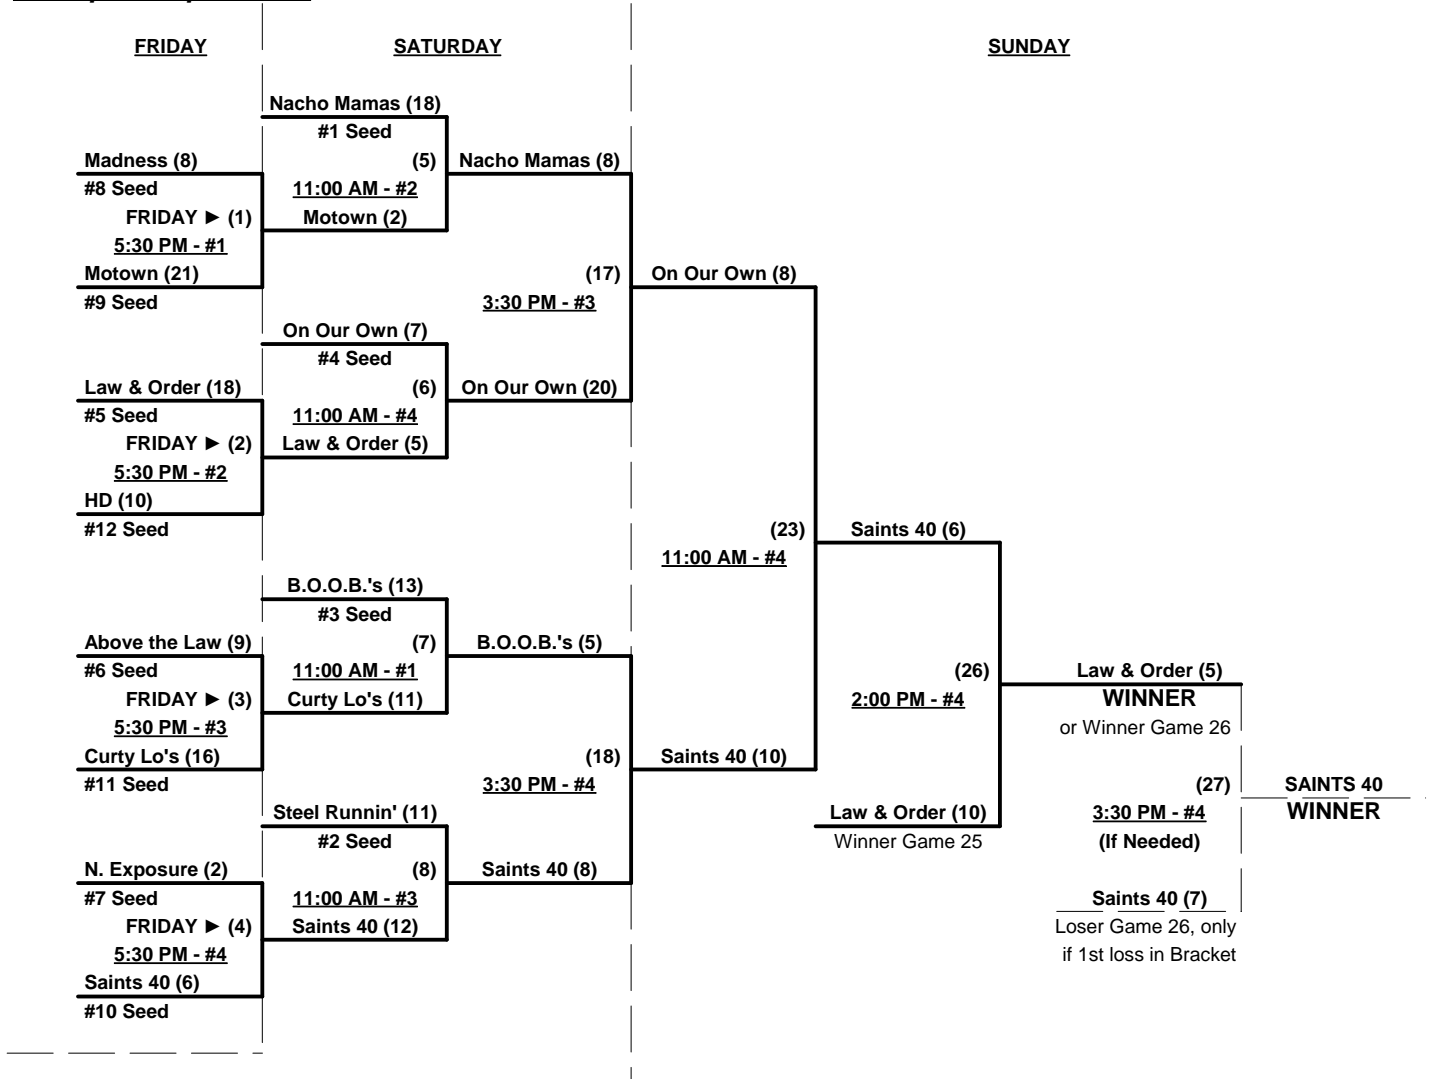 FRIDAY
SATURDAY
SUNDAY
Nacho Mamas (18)
#1 Seed
Madness (8)
(5)
Nacho Mamas (8)
#8 Seed
11:00 AM - #2
FRIDAY ► (1)
Motown (2)
5:30 PM - #1
Motown (21)
(17)
On Our Own (8)
#9 Seed
3:30 PM - #3
On Our Own (7)
#4 Seed
Law & Order (18)
(6)
On Our Own (20)
#5 Seed
11:00 AM - #4
FRIDAY ► (2)
Law & Order (5)
5:30 PM - #2
HD (10)
#12 Seed
(23)
Saints 40 (6)
11:00 AM - #4
B.O.O.B.'s (13)
#3 Seed
Above the Law (9)
(7)
B.O.O.B.'s (5)
#6 Seed
11:00 AM - #1
(26)
Law & Order (5)
FRIDAY ► (3)
Curty Lo's (11)
2:00 PM - #4
WINNER
5:30 PM - #3
or Winner Game 26
Curty Lo's (16)
(18)
Saints 40 (10)
#11 Seed
3:30 PM - #4
(27)
SAINTS 40
Steel Runnin' (11)
Law & Order (10)
3:30 PM - #4
WINNER
#2 Seed
Winner Game 25
(If Needed)
N. Exposure (2)
(8)
Saints 40 (8)
#7 Seed
11:00 AM - #3
Saints 40 (7)
FRIDAY ► (4)
Saints 40 (12)
Loser Game 26, only
5:30 PM - #4
if 1st loss in Bracket
Saints 40 (6)
#10 Seed